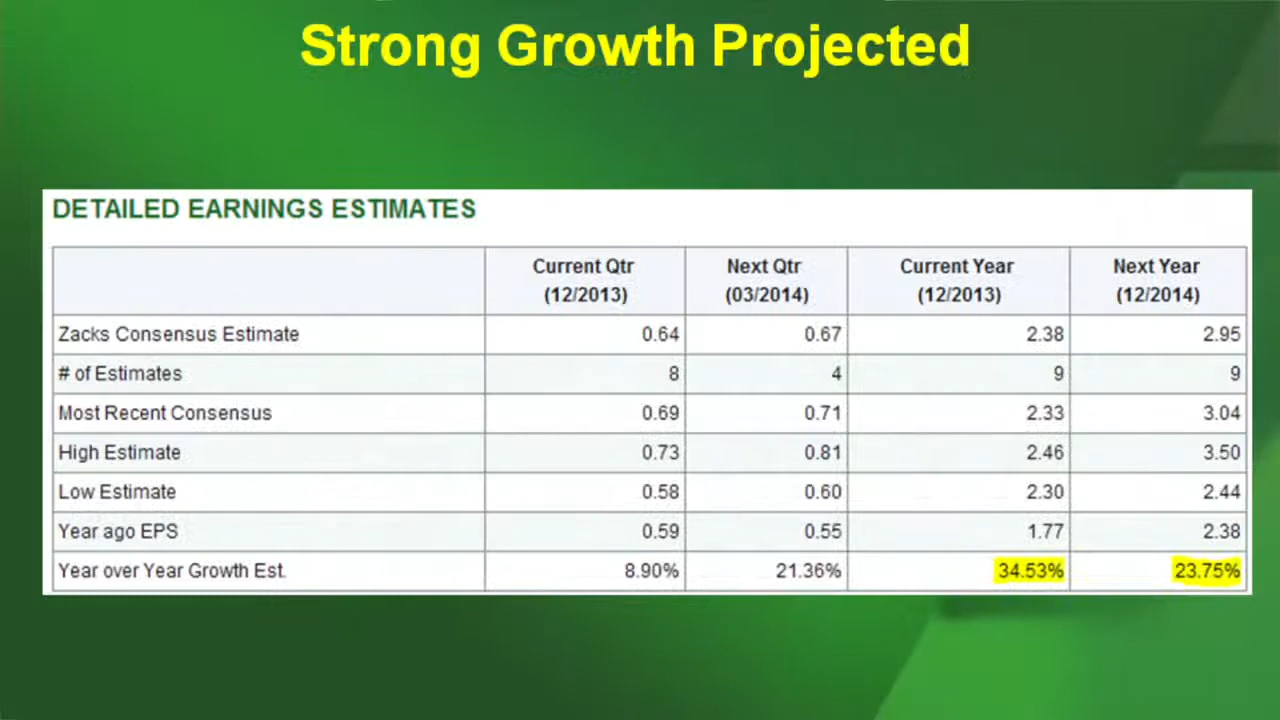 Strong Growth Projected
DETAILED EARNINGS ESTIMATES
Current Qtr Next Qtr Current Year Next Year
(12/2013) (03/2014) (12/2013) (12/2014)
Zacks Consensus Estimate 0.64 0.67 2.38 2.95
# of Estimates 8 4 9 9
Most Recent Consensus 0.69 0.71 2.33 3.04
High Estimate 0.73 0.81 2.46 3.50
Low Estimate 0.58 0.60 2.30 2.44
Year ago EPS 0.59 0.55 1.77 2.38
Year over Year Growth Est. 8.90% 21.36% 34.53% 23.75%